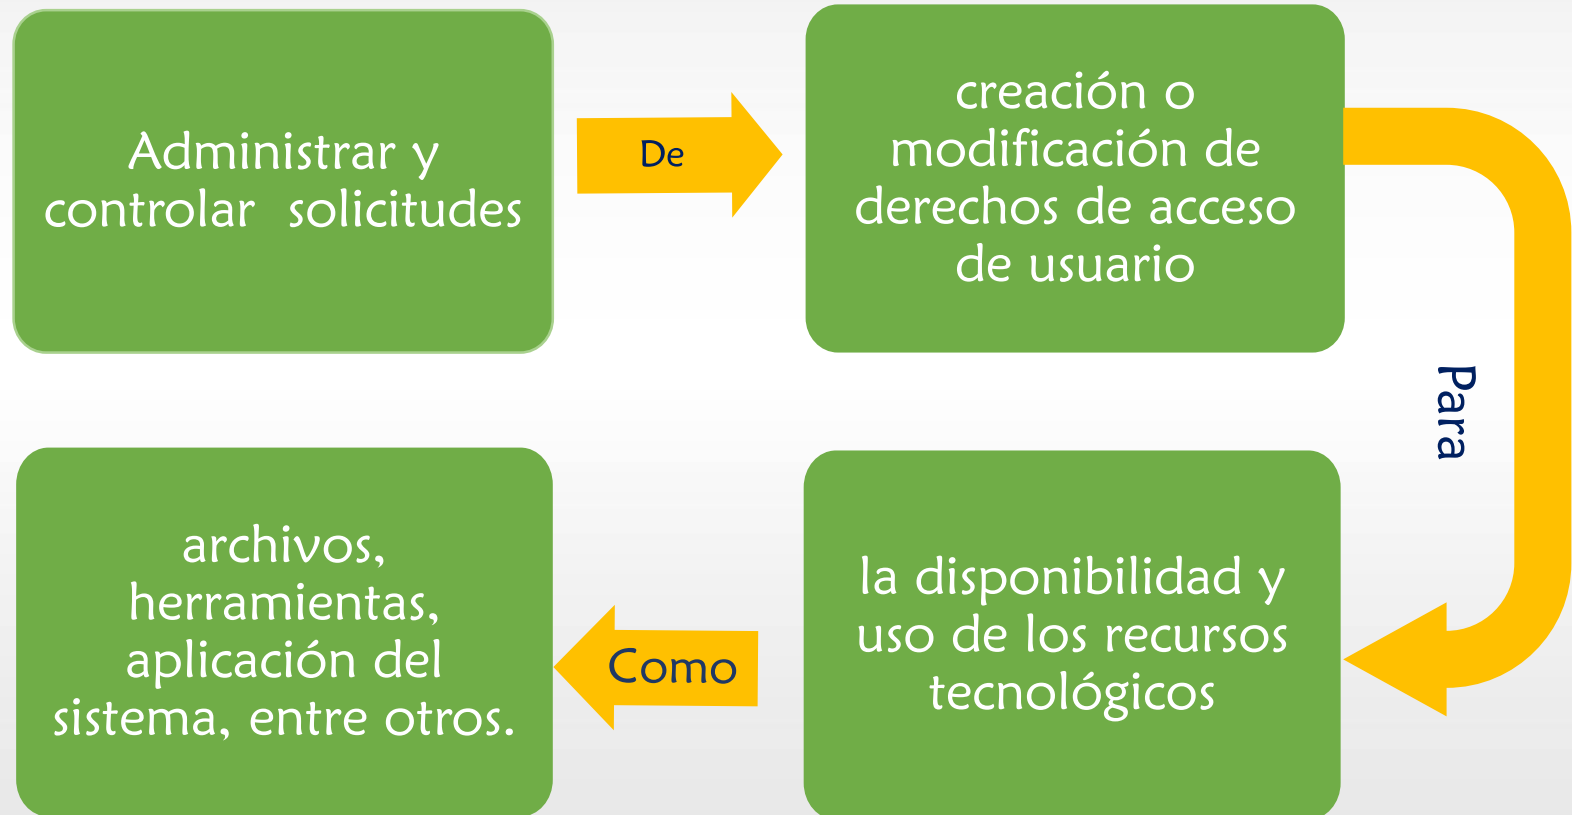 Administrar y
controlar solicitudes
De
creación o
modificación de
derechos de acceso
de usuario
Para
la disponibilidad y
uso de los recursos
tecnológicos
Como
archivos,
herramientas,
aplicación del
sistema, entre otros.